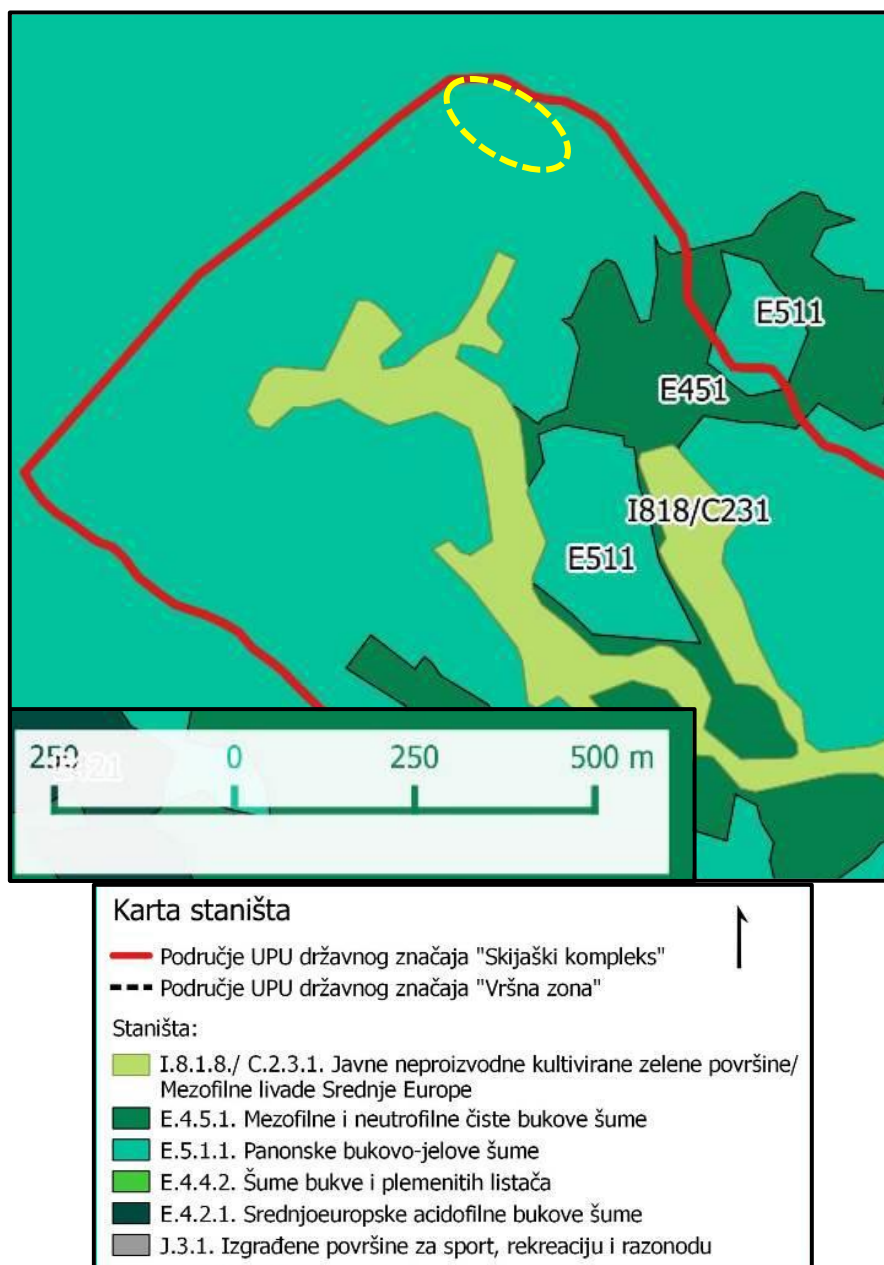 E511
E451
I818/C231
E511
250 0 250 500 m
Karta staništa
Područje UPU državnog značaja "Skijaški kompleks"
Područje UPU državnog značaja "Vršna zona"
Staništa:
I.8.1.8./ C.2.3.1. Javne neproizvodne kultivirane zelene površine/
Mezofilne livade Srednje Europe
E.4.5.1. Mezofilne i neutrofilne čiste bukove šume
E.5.1.1. Panonske bukovo-jelove šume
E.4.4.2. Šume bukve i plemenitih listača
E.4.2.1. Srednjoeuropske acidofilne bukove šume
J.3.1. Izgrađene površine za sport, rekreaciju i razonodu